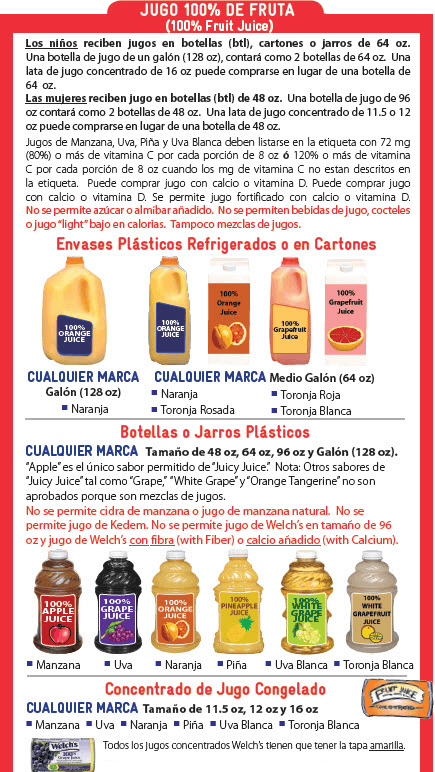 JUGO 100% DE FRUTA
(100% Fruit Juice)
Los niños reciben jugos en botellas (btl), cartones o jarros de 64 oz.
Una botella de jugo de un galón (128 oz), contará como 2 botellas de 64 oz. Una
lata de jugo concentrado de 16 oz puede comprarse en lugar de una botella de
64 oz.
Las mujeres reciben jugo en botellas (btl) de 48 oz. Una botella de jugo de 96
oz contará como 2 botellas de 48 oz. Una lata de jugo concentrado de 11.5 o 12
oz puede comprarse en lugar de una botella de 48 oz.
Jugos de Manzana, Uva, Piña y Uva Blanca deben listarse en la etiqueta con 72 mg
(80%) o más de vitamina C por cada porción de 8 oz ó 120% o más de vitamina
C por cada porción de 8 oz cuando los mg de vitamina C no estan descritos en
la etiqueta. Puede comprar jugo con calcio o vitamina D. Puede comprar jugo
con calcio o vitamina D. Se permite jugo fortificado con calcio o vitamina D.
No se permite azúcar o almibar añadido. No se permiten bebidas de jugo, cocteles
o jugo "light" bajo en calorias. Tampoco mezclas de jugos.
Envases Plásticos Refrigerados o en Cartones
100% ORANGE JUICE
100% ORANGE JUICE
100% Orange Juice
100% Grapefruit Juice
100% Grapefruit Juice
CUALQUIER MARCA
Galón (128 oz)
Naranja
CUALQUIER MARCA Medio Galón (64 oz)
Naranja
Toronja Roja
Toronja Rosada
Toronja Blanca
Botellas o Jarros Plásticos
CUALQUIER MARCA Tamaño de 48 oz, 64 oz, 96 oz y Galón (128 oz).
"Apple" es el único sabor permitido de "Juicy Juice." Nota: Otros sabores de
"Juicy Juice" tal como "Grape," "White Grape" y "Orange Tangerine" no son
aprobados porque son mezclas de jugos.
No se permite cidra de manzana o jugo de manzana natural. No se
permite jugo de Kedem. No se permite jugo de Welch's en tamaño de 96
oz y jugo de Welch's con fibra (with Fiber) o calcio añadido (with Calcium).
100% APPLE JUICE
100% GRAPE JUICE
100% ORANGE JUICE
100% PINEAPPLE JUICE
100% WHITE GRAPE JUICE
100% WHITE GRAPEFRUIT JUICE
Manzana
Uva
Naranja
Piña
Uva Blanca
Toronja Blanca
Concentrado de Jugo Congelado
FRUIT JUICE
CONCENTRATED
CUALQUIER MARCA Tamaño de 11.5 oz, 12 oz y 16 oz
Manzana Uva Naranja Piña Uva Blanca Toronja Blanca
Welch's
100% Grape Juice
Todos los jugos concentrados Welch's tienen que tener la tapa amarilla.